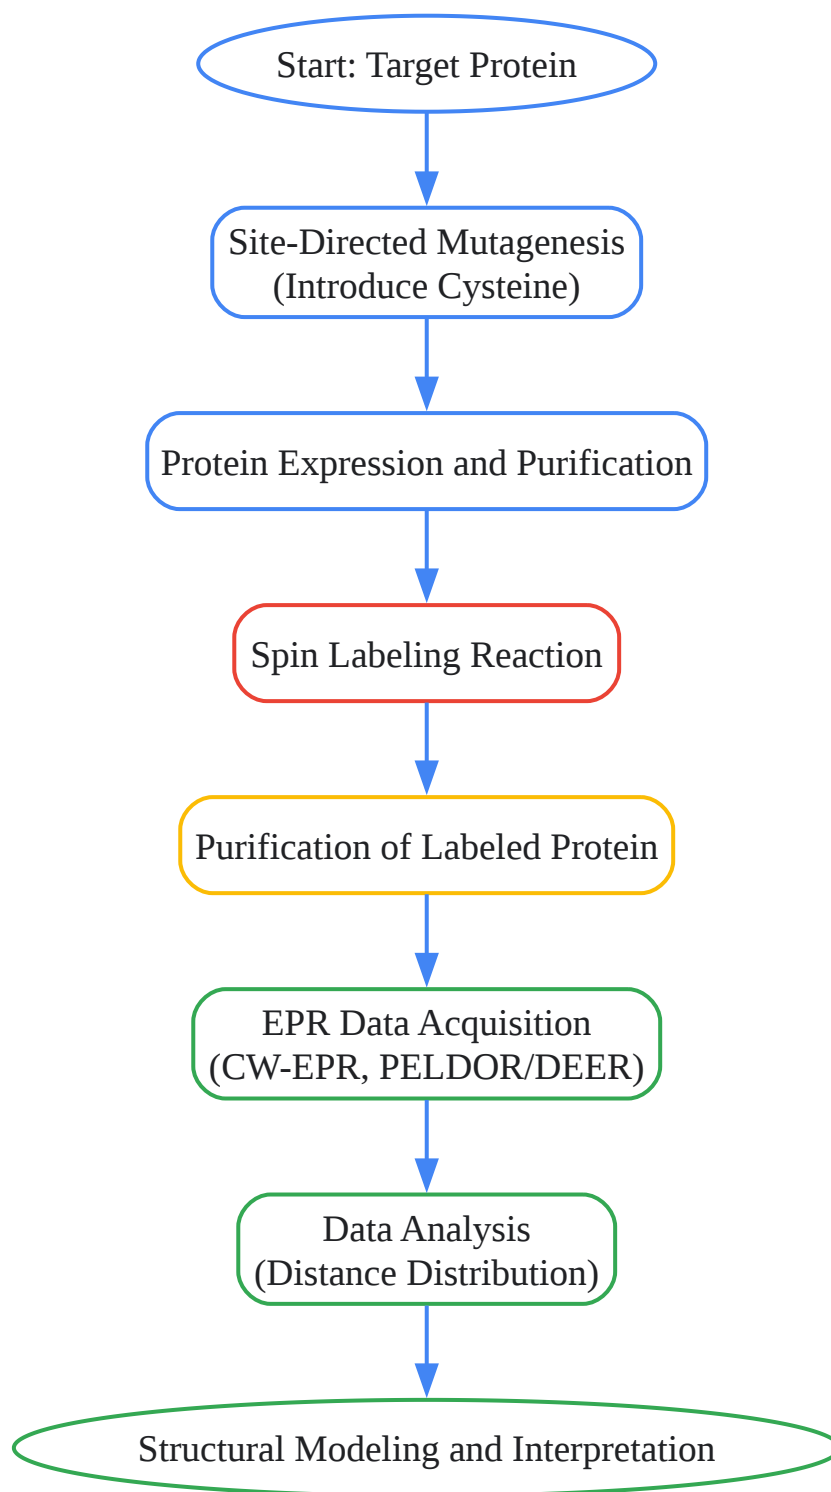 Start: Target Protein
Site-Directed Mutagenesis
(Introduce Cysteine)
Protein Expression and Purification
Spin Labeling Reaction
Purification of Labeled Protein
EPR Data Acquisition
(CW-EPR, PELDOR/DEER)
Data Analysis
(Distance Distribution)
Structural Modeling and Interpretation